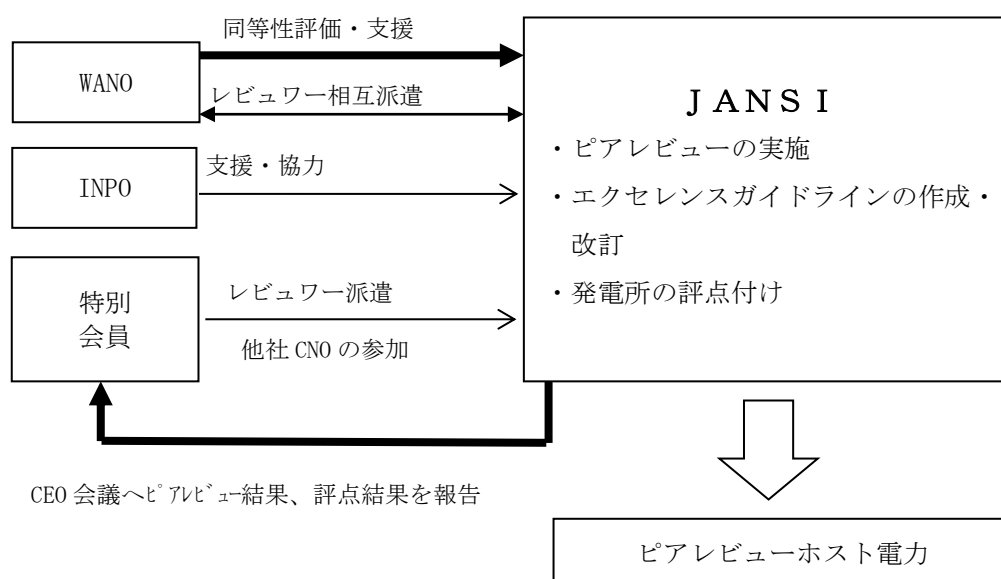 同等性評価・支援
WANO
レビュワー相互派遣
ＪＡＮＳＩ
・ピアレビューの実施
・エクセレンスガイドラインの作成・
改訂
・発電所の評点付け
支援・協力
INPO
レビュワー派遣
特別
会員
他社 CNO の参加
CEO 会議へﾋﾟｱﾚﾋﾞｭｰ結果、評点結果を報告
ピアレビューホスト電力